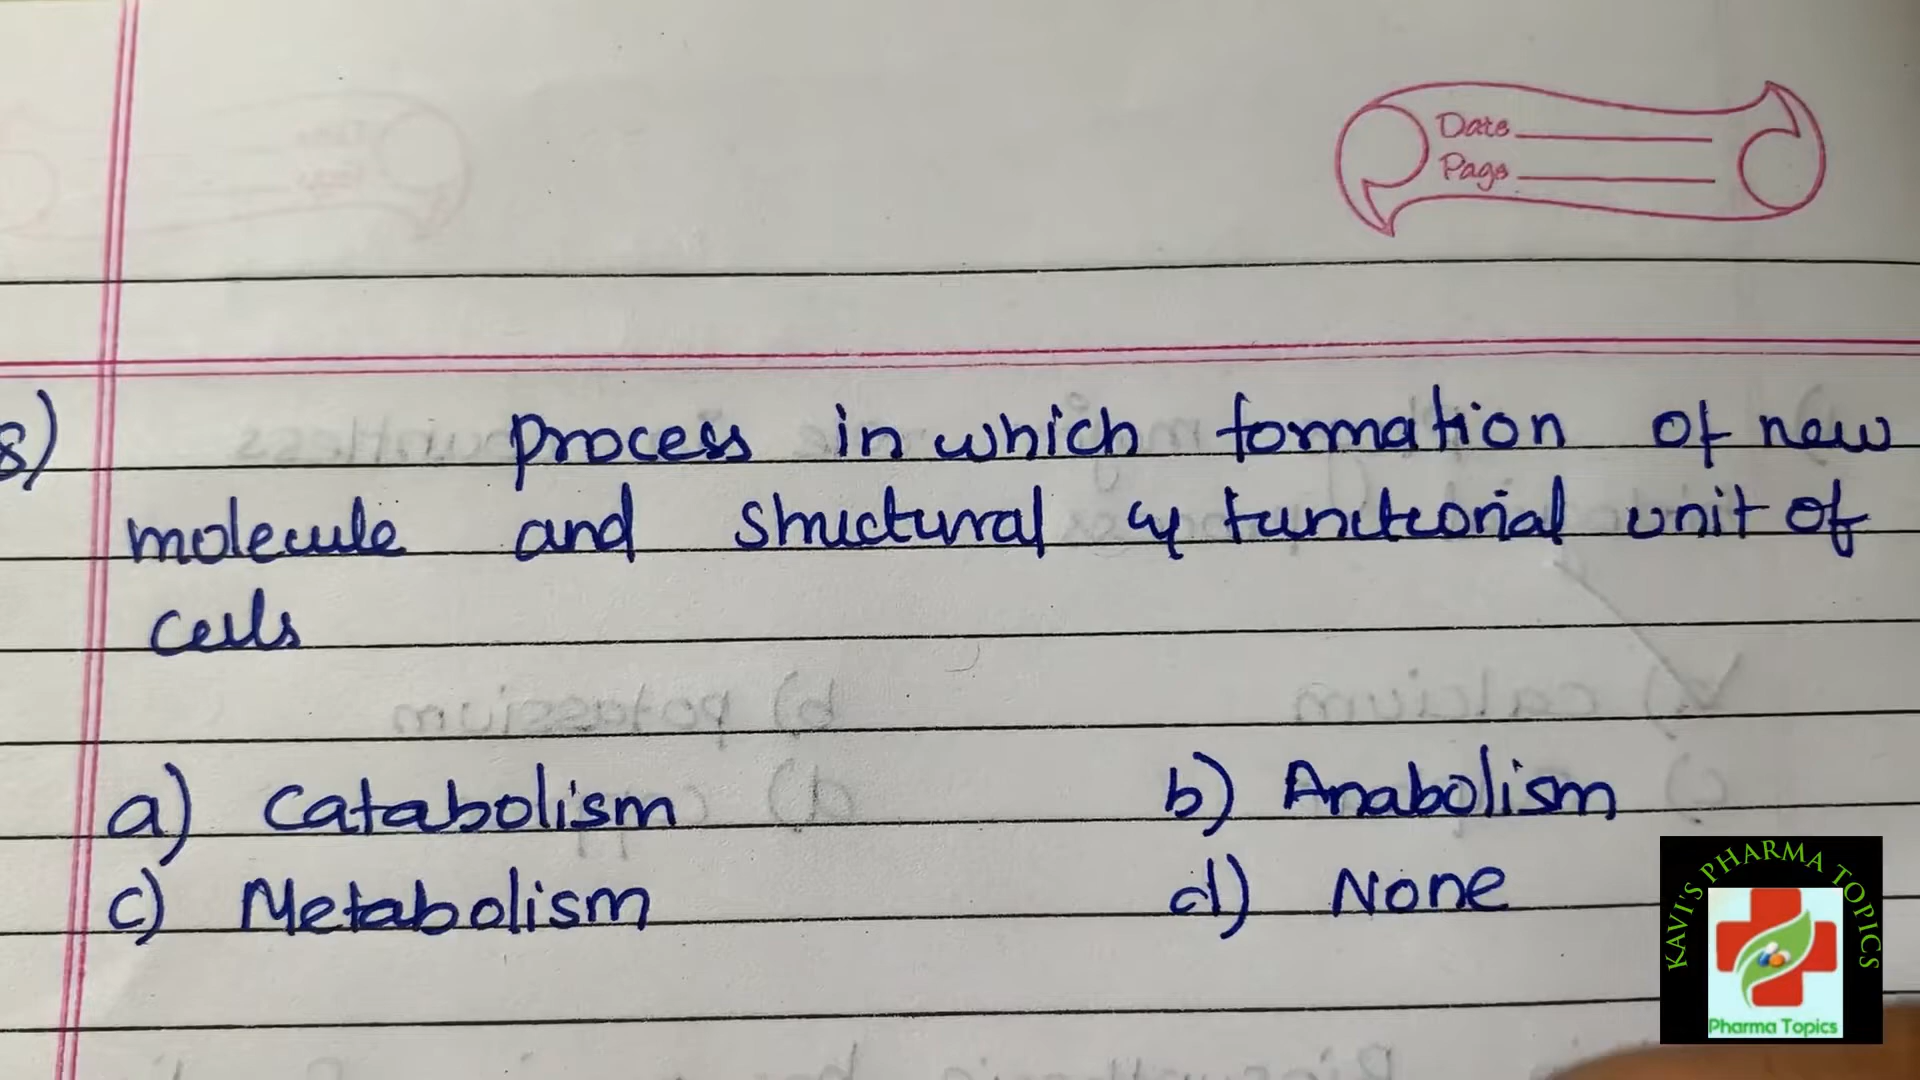 Date
Page
8) process in which formation of new
molecule and structural & functional unit of
cells
a) Catabolism b) Anabolism
c) Metabolism d) None
KAVI'S PHARMA TOPICS
Pharma Topics